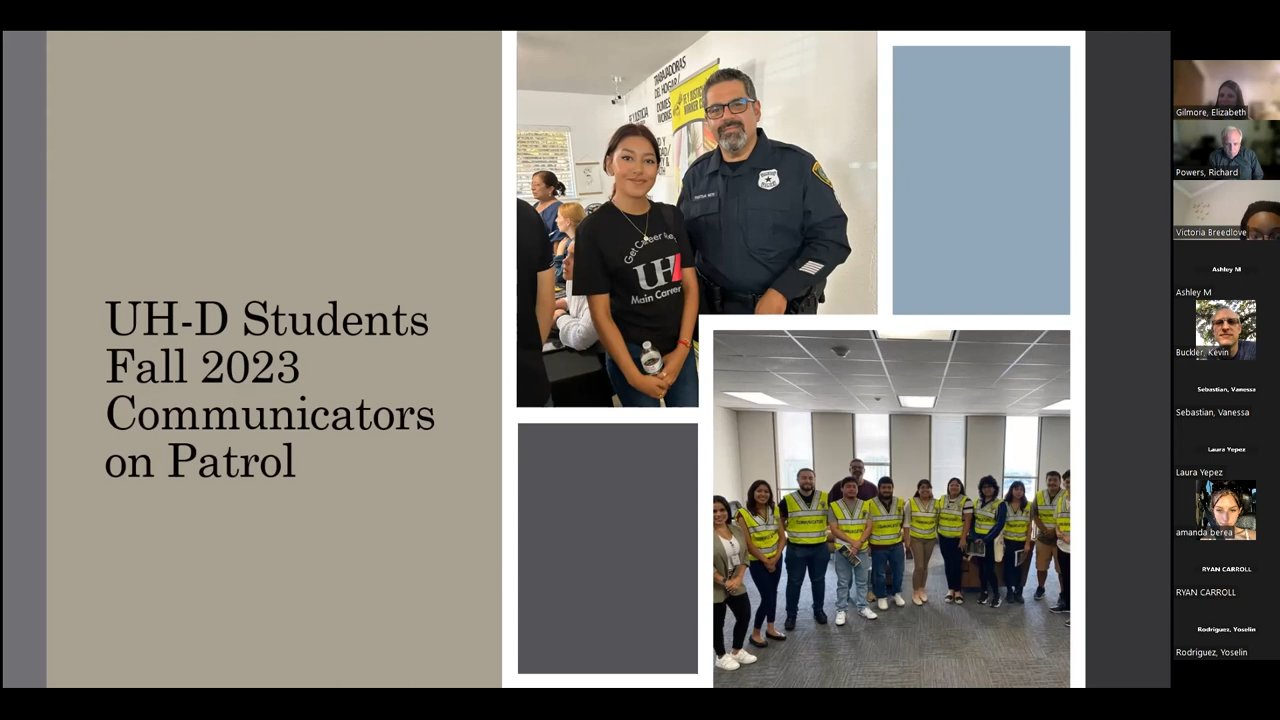 UH-D Students
Fall 2023
Communicators
on Patrol
TRABAJADORAS
DEL HOGAR/
Get Career
UH
Main Career
Gilmore, Elizabeth
Powers, Richard
Victoria Breedlove
Ashley M
Ashley M
Buckler, Kevin
Sebastian, Vanessa
Sebastian, Vanessa
Laura Yepez
Laura Yepez
amanda berea
RYAN CARROLL
RYAN CARROLL
Rodriguez, Yoselin
Rodriguez, Yoselin